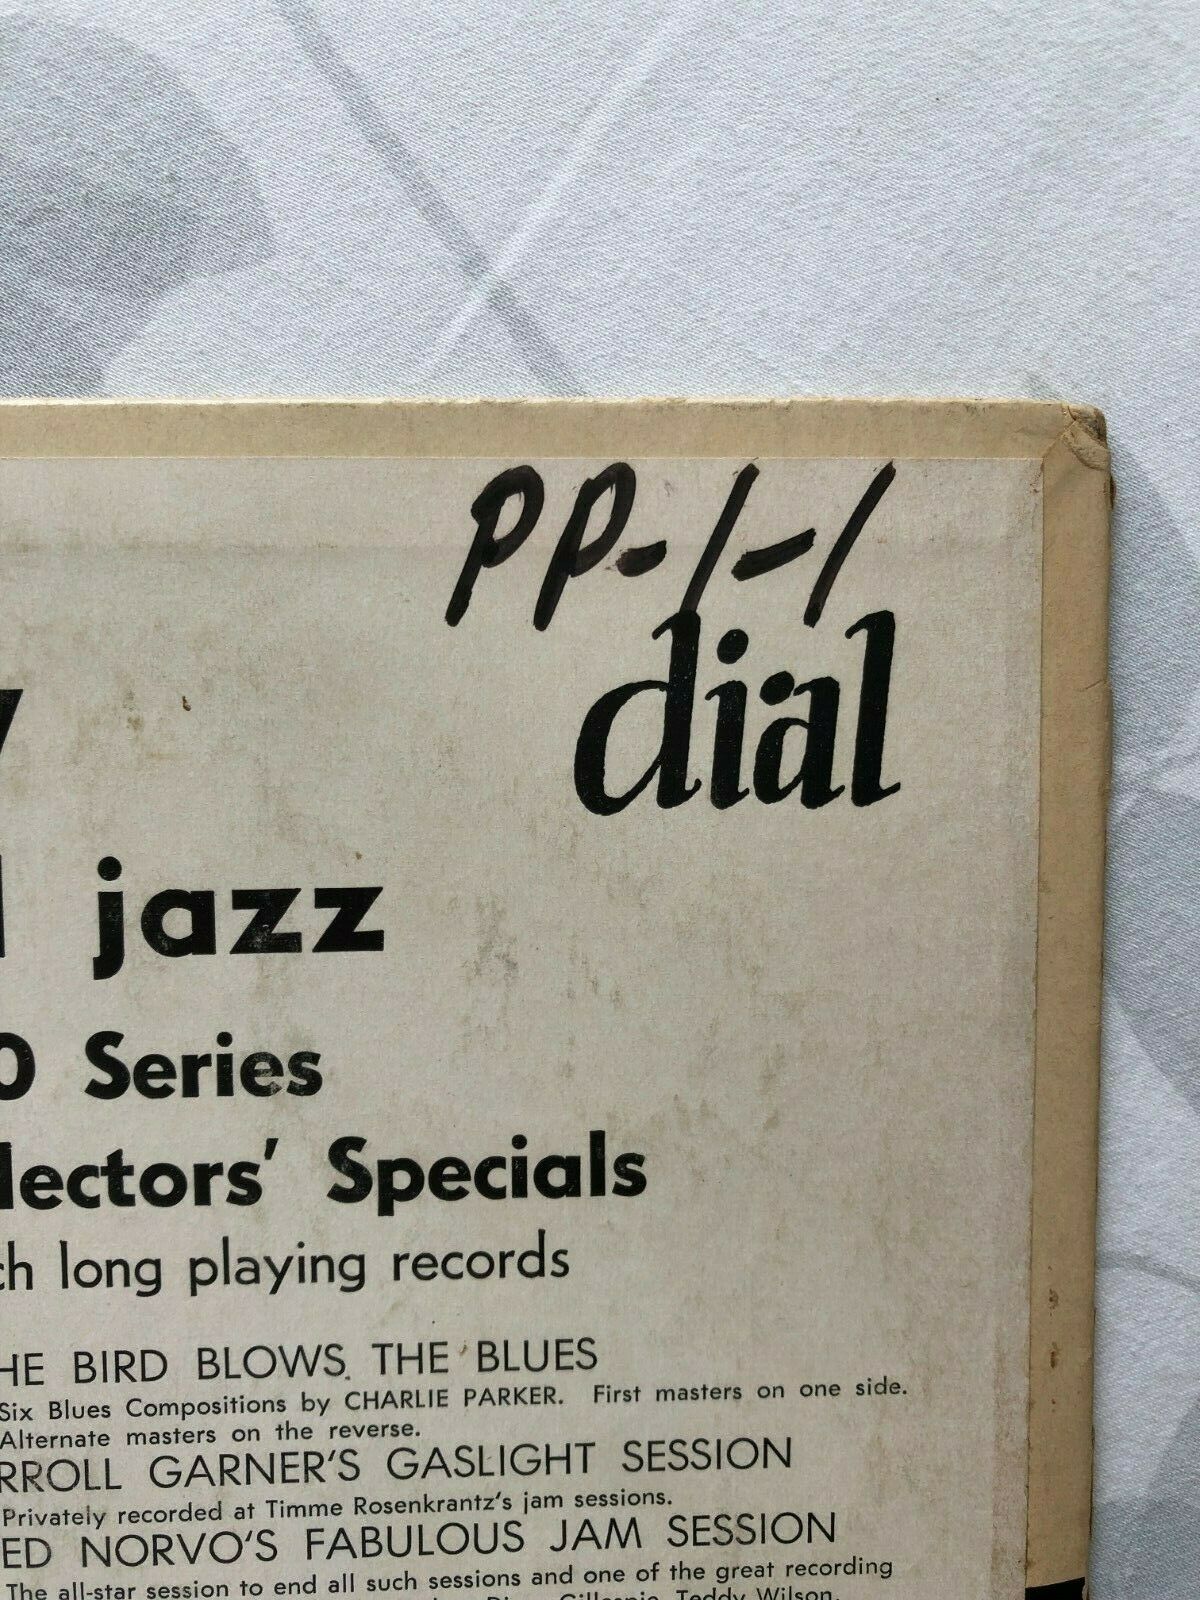 PP-1-1
dial
jazz
0 Series
lectors' Specials
ch long playing records
HE BIRD BLOWS THE BLUES
Six Blues Compositions by CHARLIE PARKER. First masters on one side.
Alternate masters on the reverse.
RROLL GARNER'S GASLIGHT SESSION
Privately recorded at Timme Rosenkrantz's jam sessions.
ED NORVO'S FABULOUS JAM SESSION
The all-star session to end all such sessions and one of the great recording
Gillespie, Teddy Wilson,